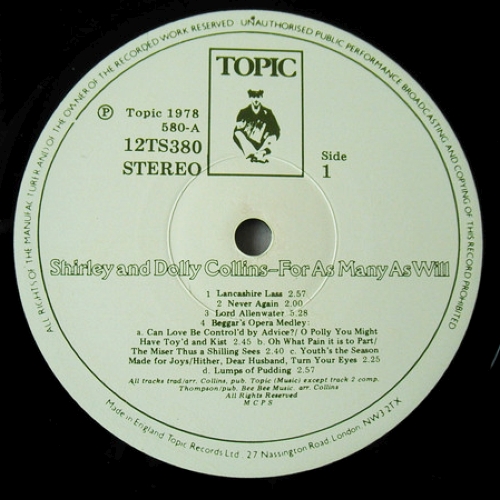 ALL RIGHTS OF THE MANUFACTURER AND OF THE OWNER OF THE RECORDED WORK RESERVED UNAUTHORISED PUBLIC PERFORMANCE BROADCASTING AND COPYING OF THIS RECORD PROHIBITED
TOPIC
Ⓟ Topic 1978
580-A
12TS380
STEREO
Side
1
Shirley and Dolly Collins~For As Many As Will
1 Lancashire Lass 2.57
2 Never Again 2.00
3 Lord Allenwater 5.28
4 Beggar's Opera Medley:
a. Can Love Be Control'd by Advice?/ O Polly You Might
Have Toy'd and Kist 2.45 b. Oh What Pain it is to Part/
The Miser Thus a Shilling Sees 2.40 c. Youth's the Season
Made for Joys/Hither, Dear Husband, Turn Your Eyes 2.25
d. Lumps of Pudding 2.57
All tracks trad/arr. Collins, pub. Topic (Music) except track 2 comp.
Thompson/pub. Bee Bee Music. arr. Collins
All Rights Reserved
M C P S
Made in England. Topic Records Ltd., 27 Nassington Road, London, NW3 2TX